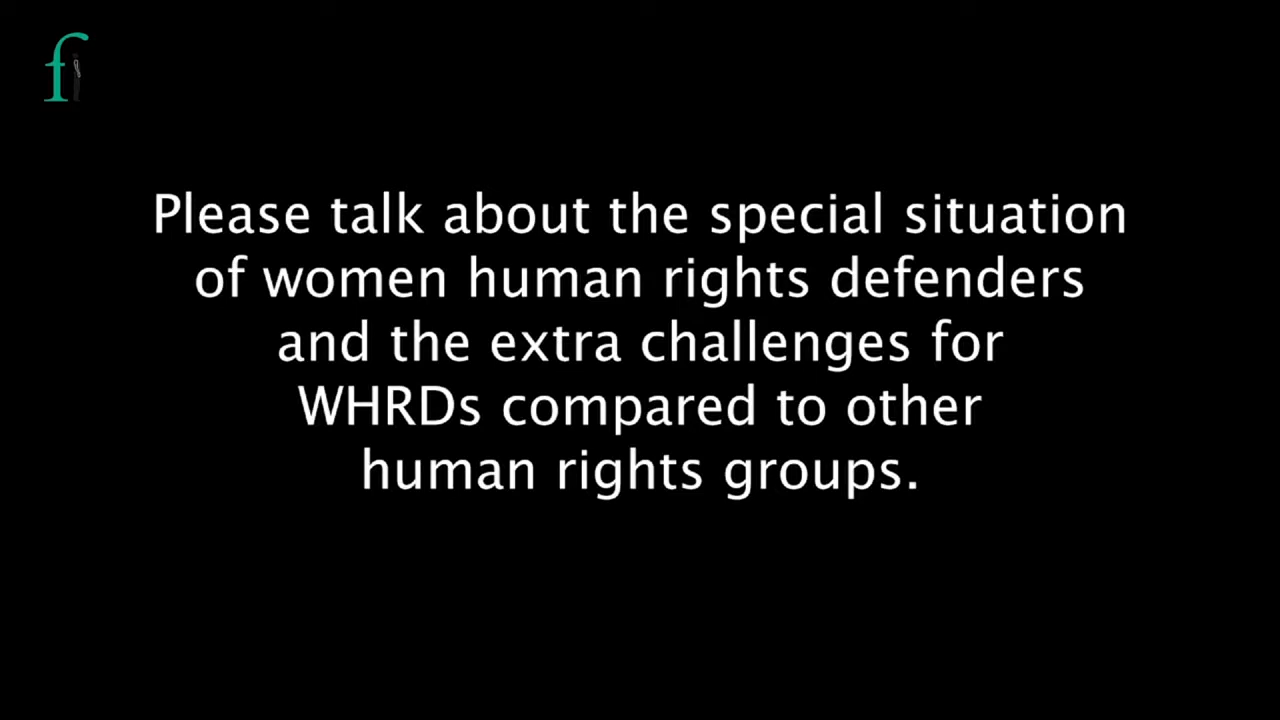 fi
Please talk about the special situation
of women human rights defenders
and the extra challenges for
WHRDs compared to other
human rights groups.